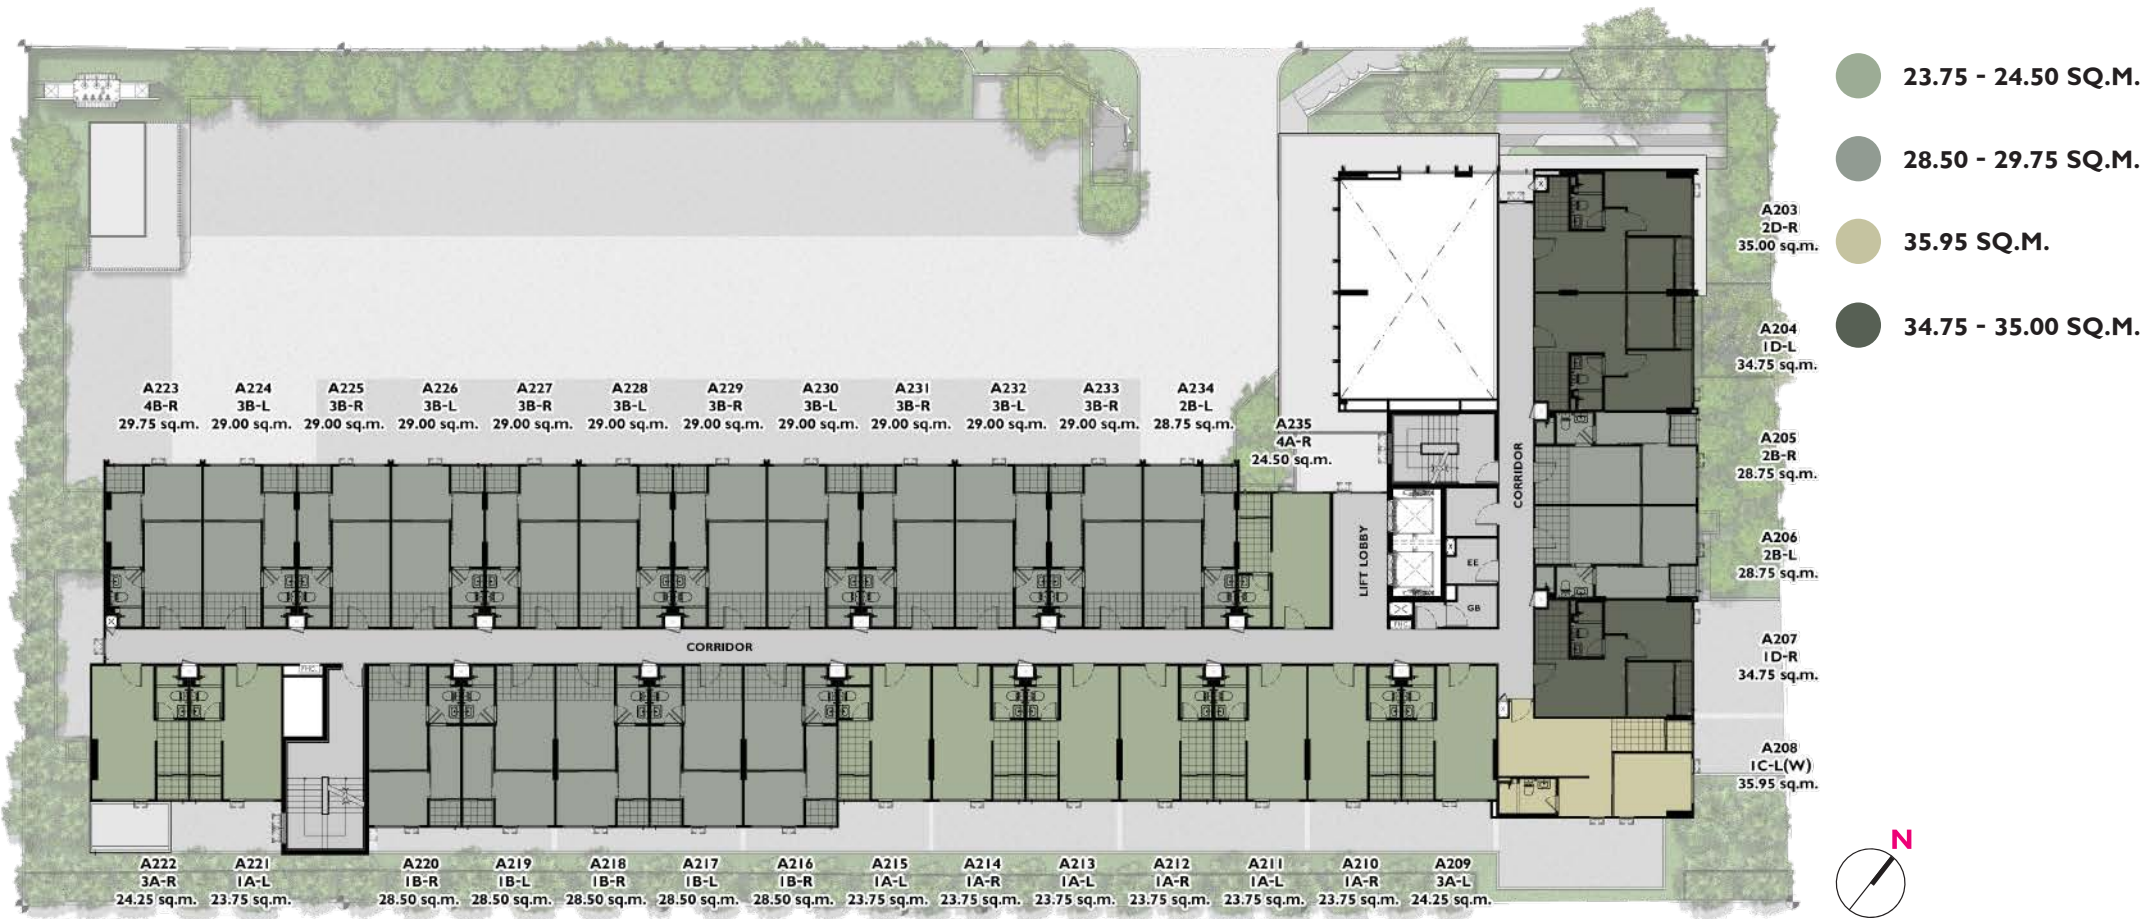 23.75 - 24.50 SQ.M.
28.50 - 29.75 SQ.M.
35.95 SQ.M.
34.75 - 35.00 SQ.M.
A203
2D-R
35.00 sq.m.
A204
1D-L
34.75 sq.m.
A205
2B-R
28.75 sq.m.
A206
2B-L
28.75 sq.m.
A207
1D-R
34.75 sq.m.
A208
1C-L(W)
35.95 sq.m.
A223
4B-R
29.75 sq.m.
A224
3B-L
29.00 sq.m.
A225
3B-R
29.00 sq.m.
A226
3B-L
29.00 sq.m.
A227
3B-R
29.00 sq.m.
A228
3B-L
29.00 sq.m.
A229
3B-R
29.00 sq.m.
A230
3B-L
29.00 sq.m.
A231
3B-R
29.00 sq.m.
A232
3B-L
29.00 sq.m.
A233
3B-R
29.00 sq.m.
A234
2B-L
28.75 sq.m.
A235
4A-R
24.50 sq.m.
CORRIDOR
LIFT LOBBY
EE
GB
CORRIDOR
A222
3A-R
24.25 sq.m.
A221
1A-L
23.75 sq.m.
A220
1B-R
28.50 sq.m.
A219
1B-L
28.50 sq.m.
A218
1B-R
28.50 sq.m.
A217
1B-L
28.50 sq.m.
A216
1B-R
28.50 sq.m.
A215
1A-L
23.75 sq.m.
A214
1A-R
23.75 sq.m.
A213
1A-L
23.75 sq.m.
A212
1A-R
23.75 sq.m.
A211
1A-L
23.75 sq.m.
A210
1A-R
23.75 sq.m.
A209
3A-L
24.25 sq.m.
N